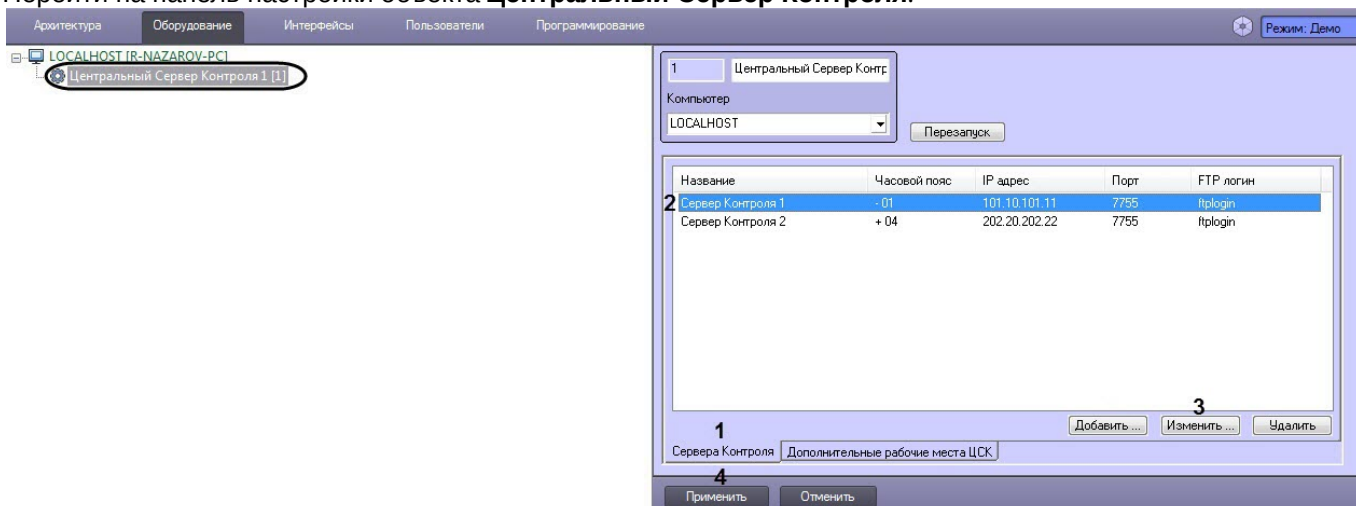 Перейти на панель настройки объекта Центральный Сервер Контроля.
Архитектура Оборудование Интерфейсы Пользователи Программирование Режим: Демо
LOCALHOST [R-NAZAROV-PC]
Центральный Сервер Контроля 1 [1]
1 Центральный Сервер Контр
Компьютер
LOCALHOST
Перезапуск
Название Часовой пояс IP адрес Порт FTP логин
2 Сервер Контроля 1 - 01 101.10.101.11 7755 ftplogin
Сервер Контроля 2 + 04 202.20.202.22 7755 ftplogin
3
Добавить ... Изменить ... Удалить
1
Сервера Контроля Дополнительные рабочие места ЦСК
4
Применить Отменить